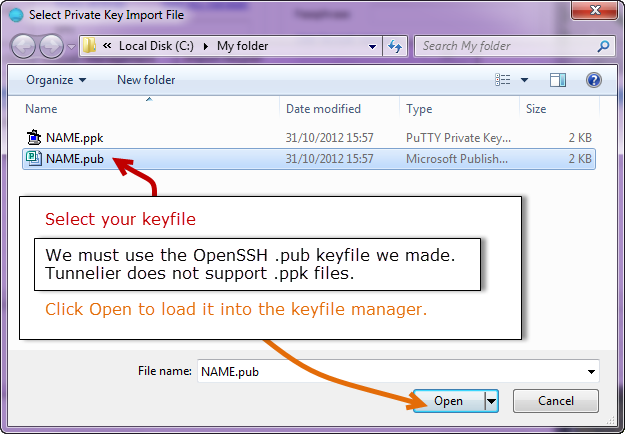 Select Private Key Import File
Local Disk (C:) My folder
Search My folder
Organize New folder
Name Date modified Type Size
NAME.ppk 31/10/2012 15:57 PuTTY Private Key... 2 KB
NAME.pub 31/10/2012 15:57 Microsoft Publish... 2 KB
Select your keyfile
We must use the OpenSSH .pub keyfile we made.
Tunnelier does not support .ppk files.
Click Open to load it into the keyfile manager.
File name: NAME.pub
Open Cancel